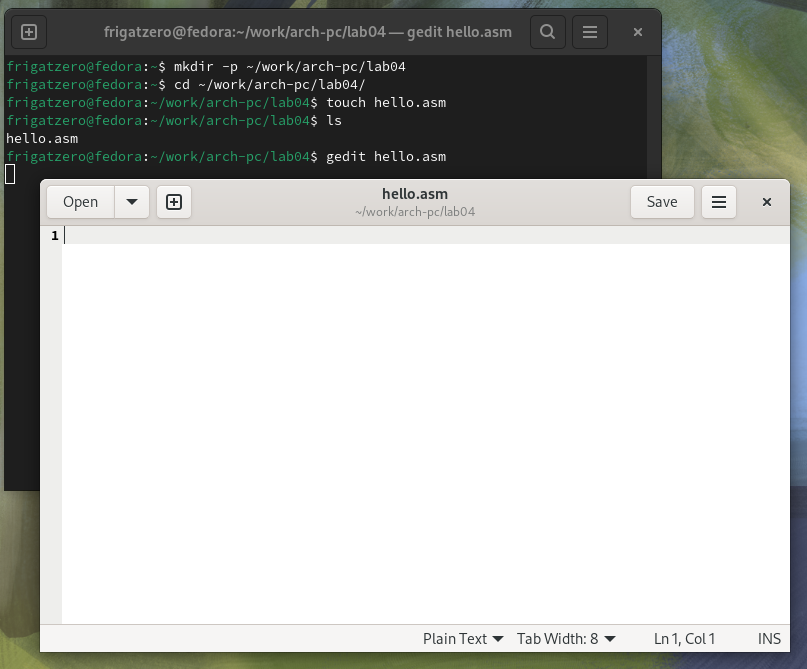 frigatzero@fedora:~/work/arch-pc/lab04 — gedit hello.asm
frigatzero@fedora:~$ mkdir -p ~/work/arch-pc/lab04
frigatzero@fedora:~$ cd ~/work/arch-pc/lab04/
frigatzero@fedora:~/work/arch-pc/lab04$ touch hello.asm
frigatzero@fedora:~/work/arch-pc/lab04$ ls
hello.asm
frigatzero@fedora:~/work/arch-pc/lab04$ gedit hello.asm
Open hello.asm Save
~/work/arch-pc/lab04
1
Plain Text Tab Width: 8 Ln 1, Col 1 INS